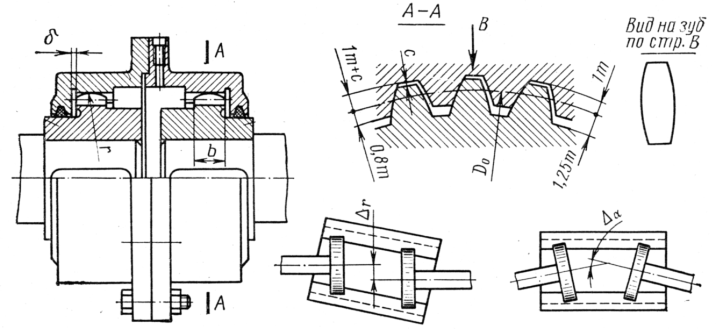 δ
A
r
b
A
A–A
B
1m+c
c
1m
0,8m
D₀
1,25m
Вид на зуб
по стр. В
Δr
Δα